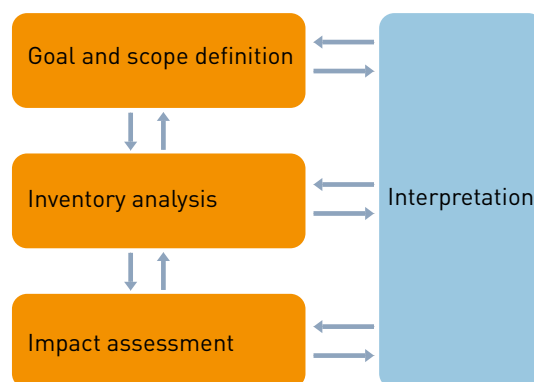 Goal and scope definition
Inventory analysis
Interpretation
Impact assessment